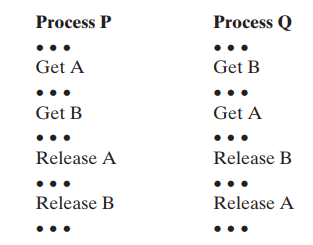 Process P Process Q
• • • • • •
Get A Get B
• • • • • •
Get B Get A
• • • • • •
Release A Release B
• • • • • •
Release B Release A
• • • • • •